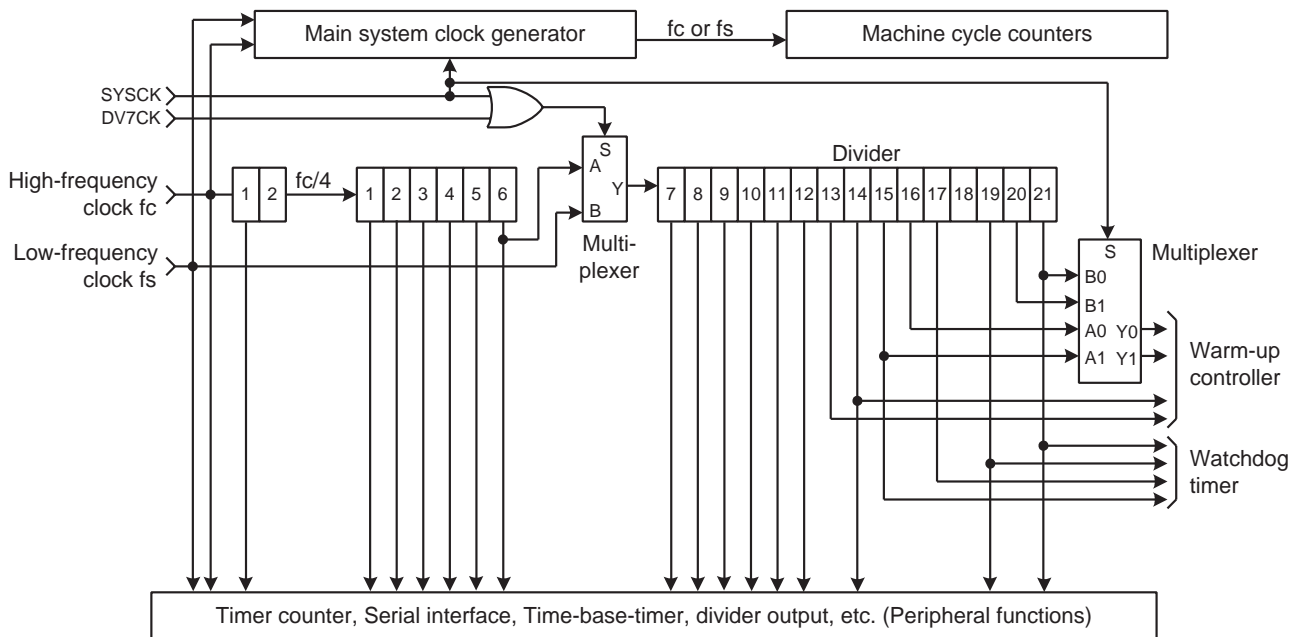 Main system clock generator
fc or fs
Machine cycle counters
SYSCK
DV7CK
High-frequency
clock fc
1 2
fc/4
1 2 3 4 5 6
S
A
Y
B
Multi-
plexer
Divider
7 8 9 10 11 12 13 14 15 16 17 18 19 20 21
Low-frequency
clock fs
S
Multiplexer
B0
B1
A0 Y0
A1 Y1
Warm-up
controller
Watchdog
timer
Timer counter, Serial interface, Time-base-timer, divider output, etc. (Peripheral functions)